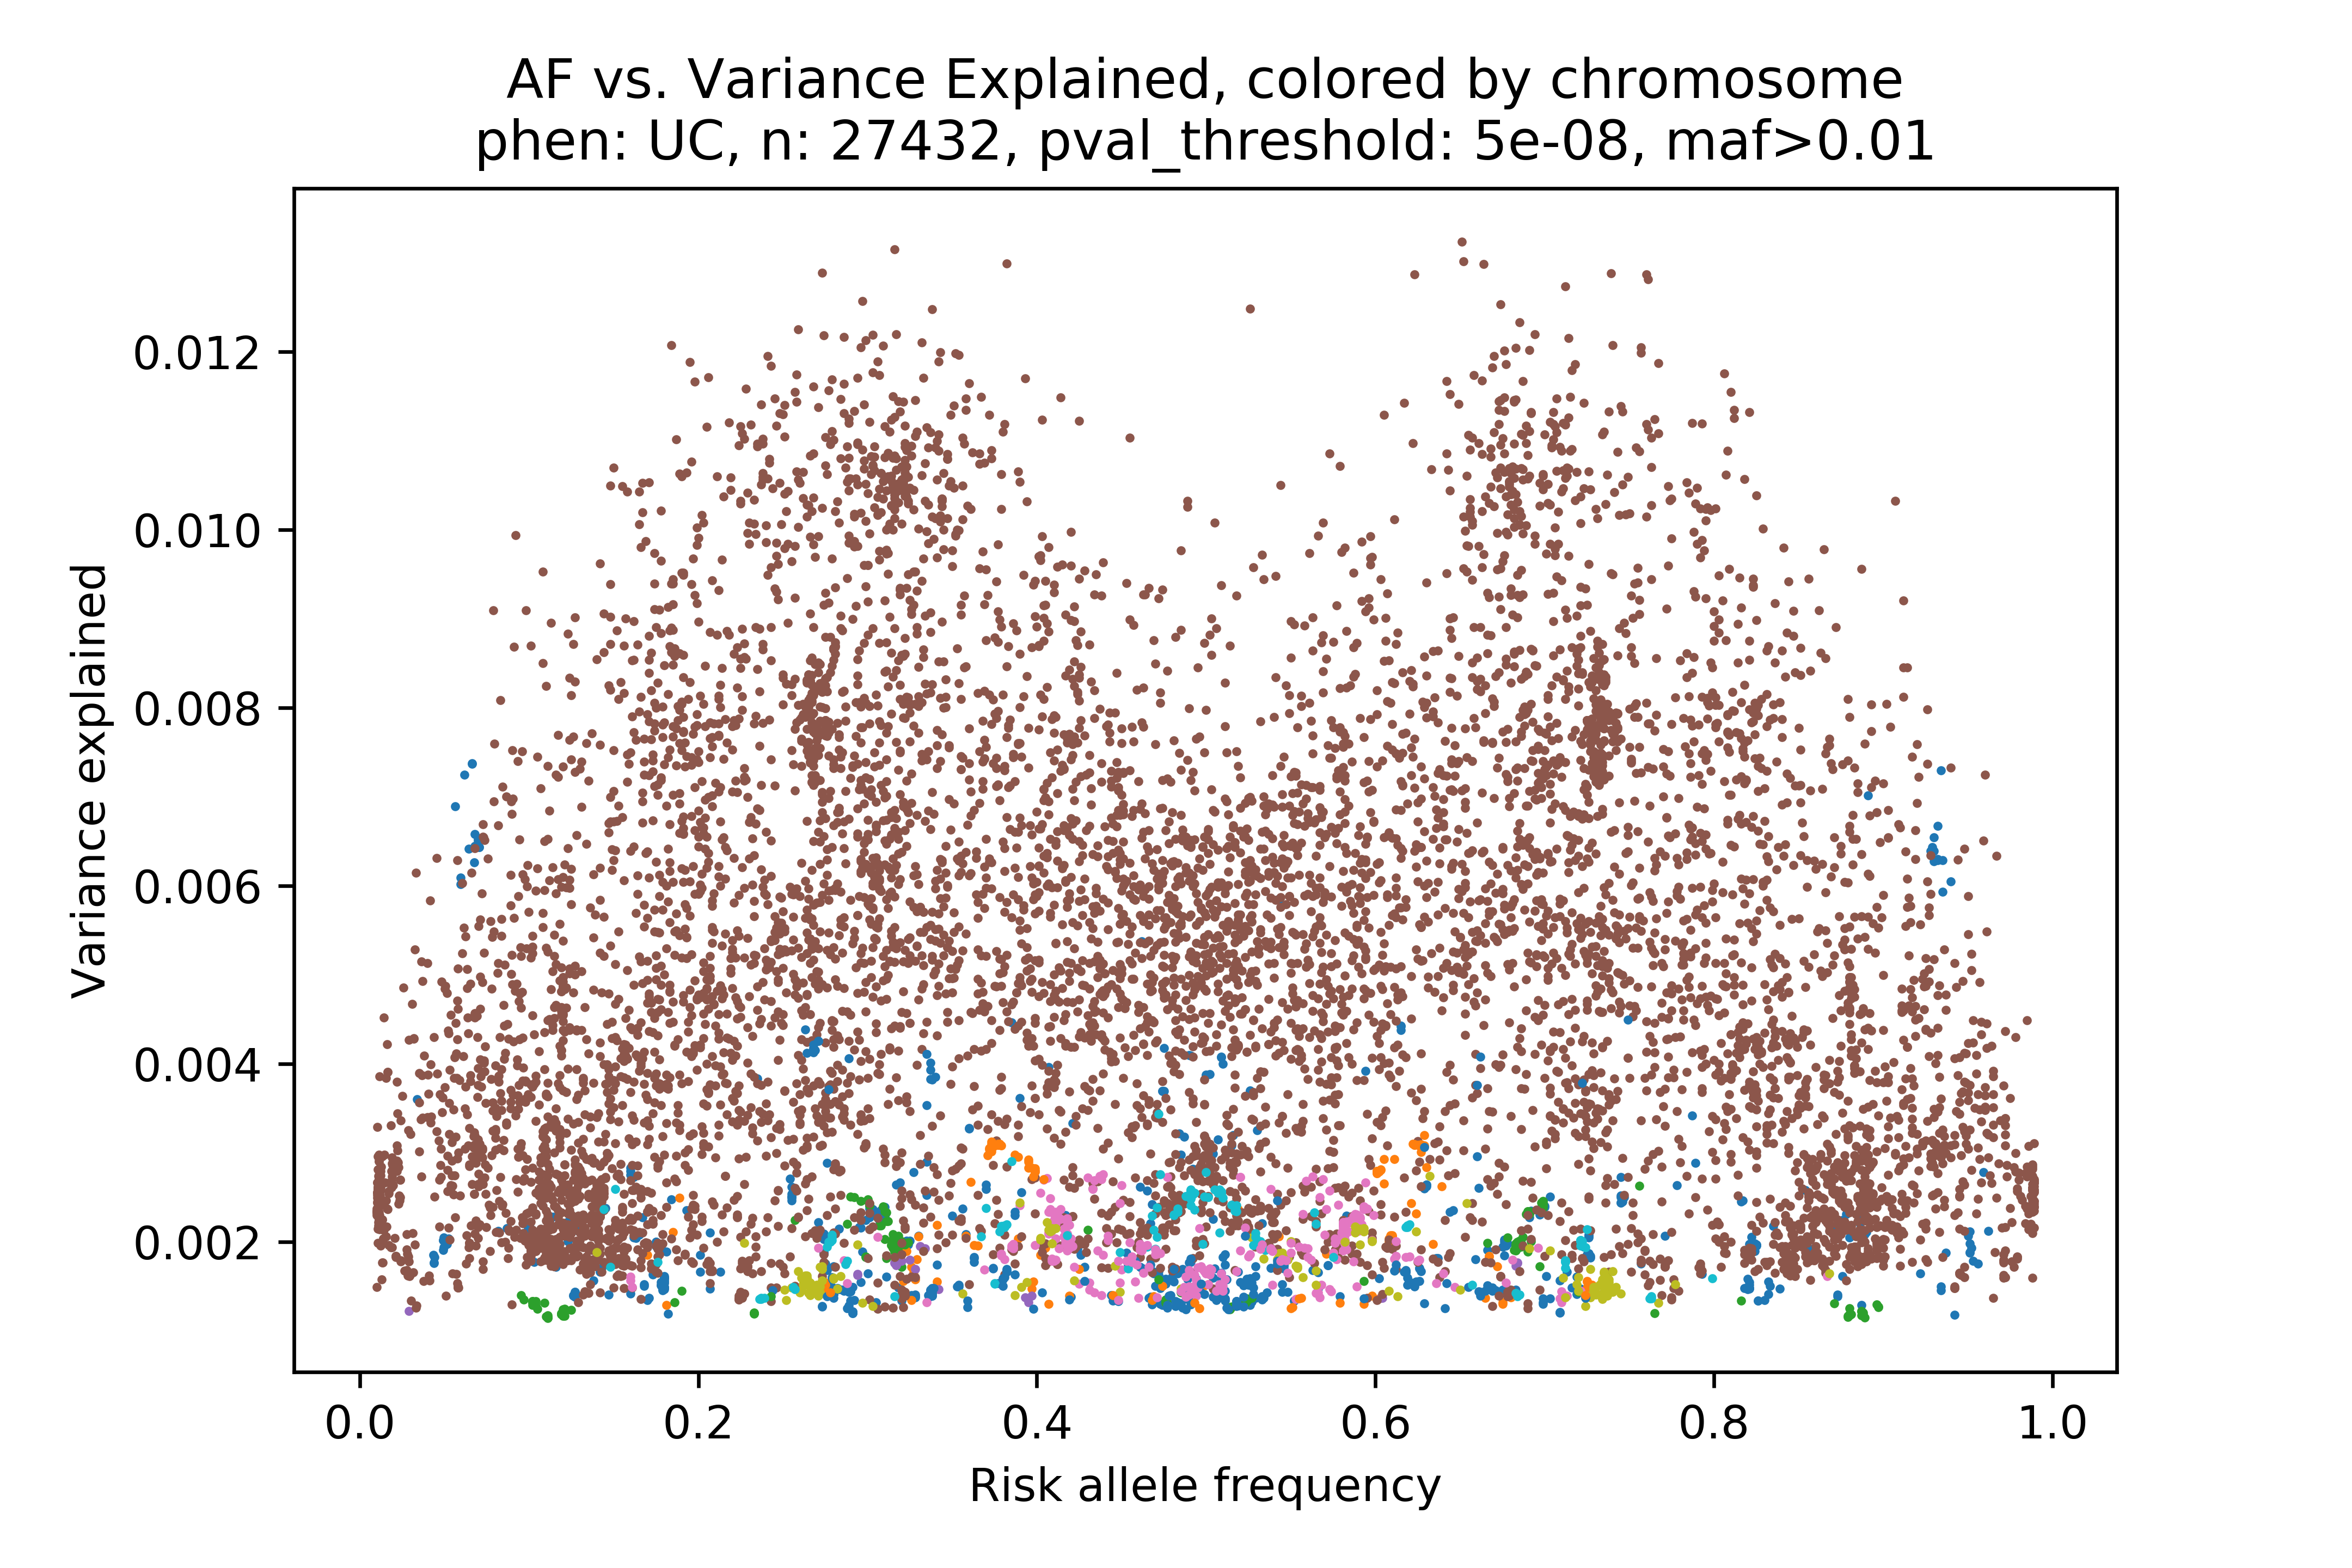 AF vs. Variance Explained, colored by chromosome
phen: UC, n: 27432, pval_threshold: 5e-08, maf>0.01
0.012
0.010
0.008
0.006
0.004
0.002
Variance explained
0.0 0.2 0.4 0.6 0.8 1.0
Risk allele frequency